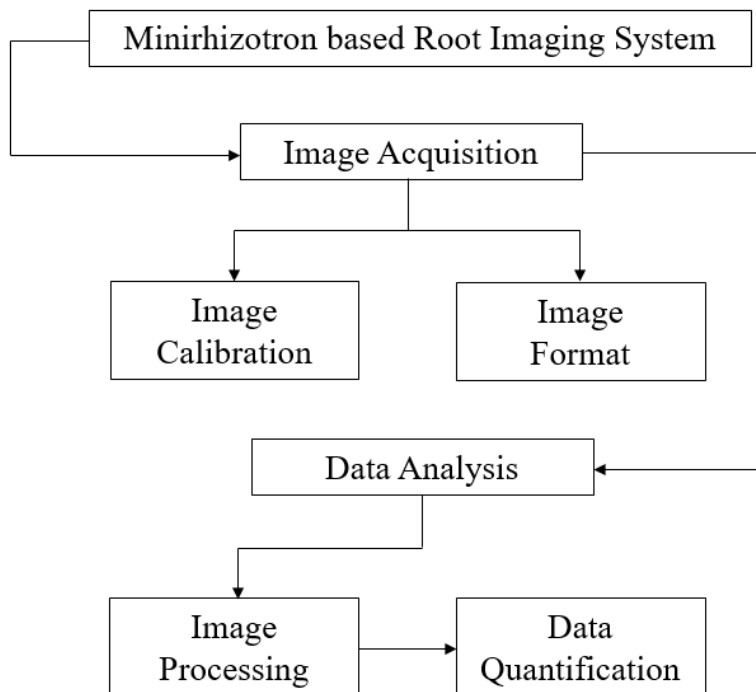 Minirhizotron based Root Imaging System
Image Acquisition
Image
Calibration
Image
Format
Data Analysis
Image
Processing
Data
Quantification